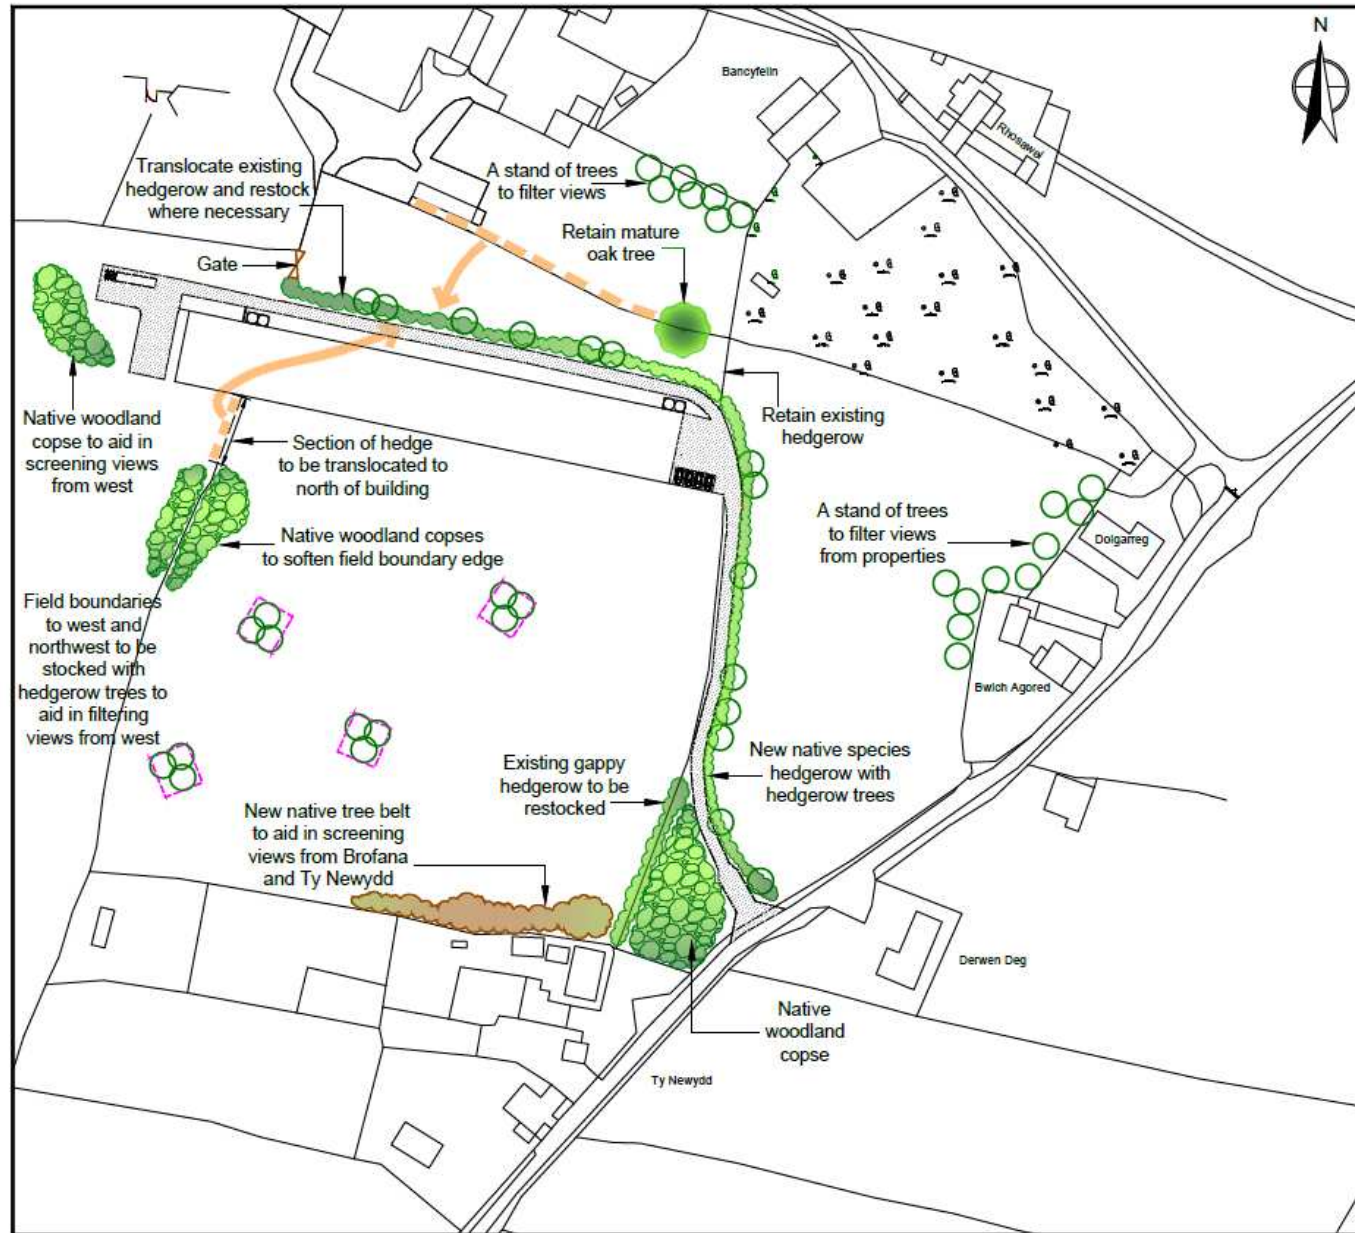 N
Bancyfelin
Rhosawel
Translocate existing
hedgerow and restock
where necessary
A stand of trees
to filter views
Retain mature
oak tree
Gate
Native woodland
copse to aid in
screening views
from west
Section of hedge
to be translocated to
north of building
Retain existing
hedgerow
Native woodland copses
to soften field boundary edge
A stand of trees
to filter views
from properties
Dolgarreg
Field boundaries
to west and
northwest to be
stocked with
hedgerow trees to
aid in filtering
views from west
Bwlch Agored
Existing gappy
hedgerow to be
restocked
New native species
hedgerow with
hedgerow trees
New native tree belt
to aid in screening
views from Brofana
and Ty Newydd
Derwen Deg
Native
woodland
copse
Ty Newydd